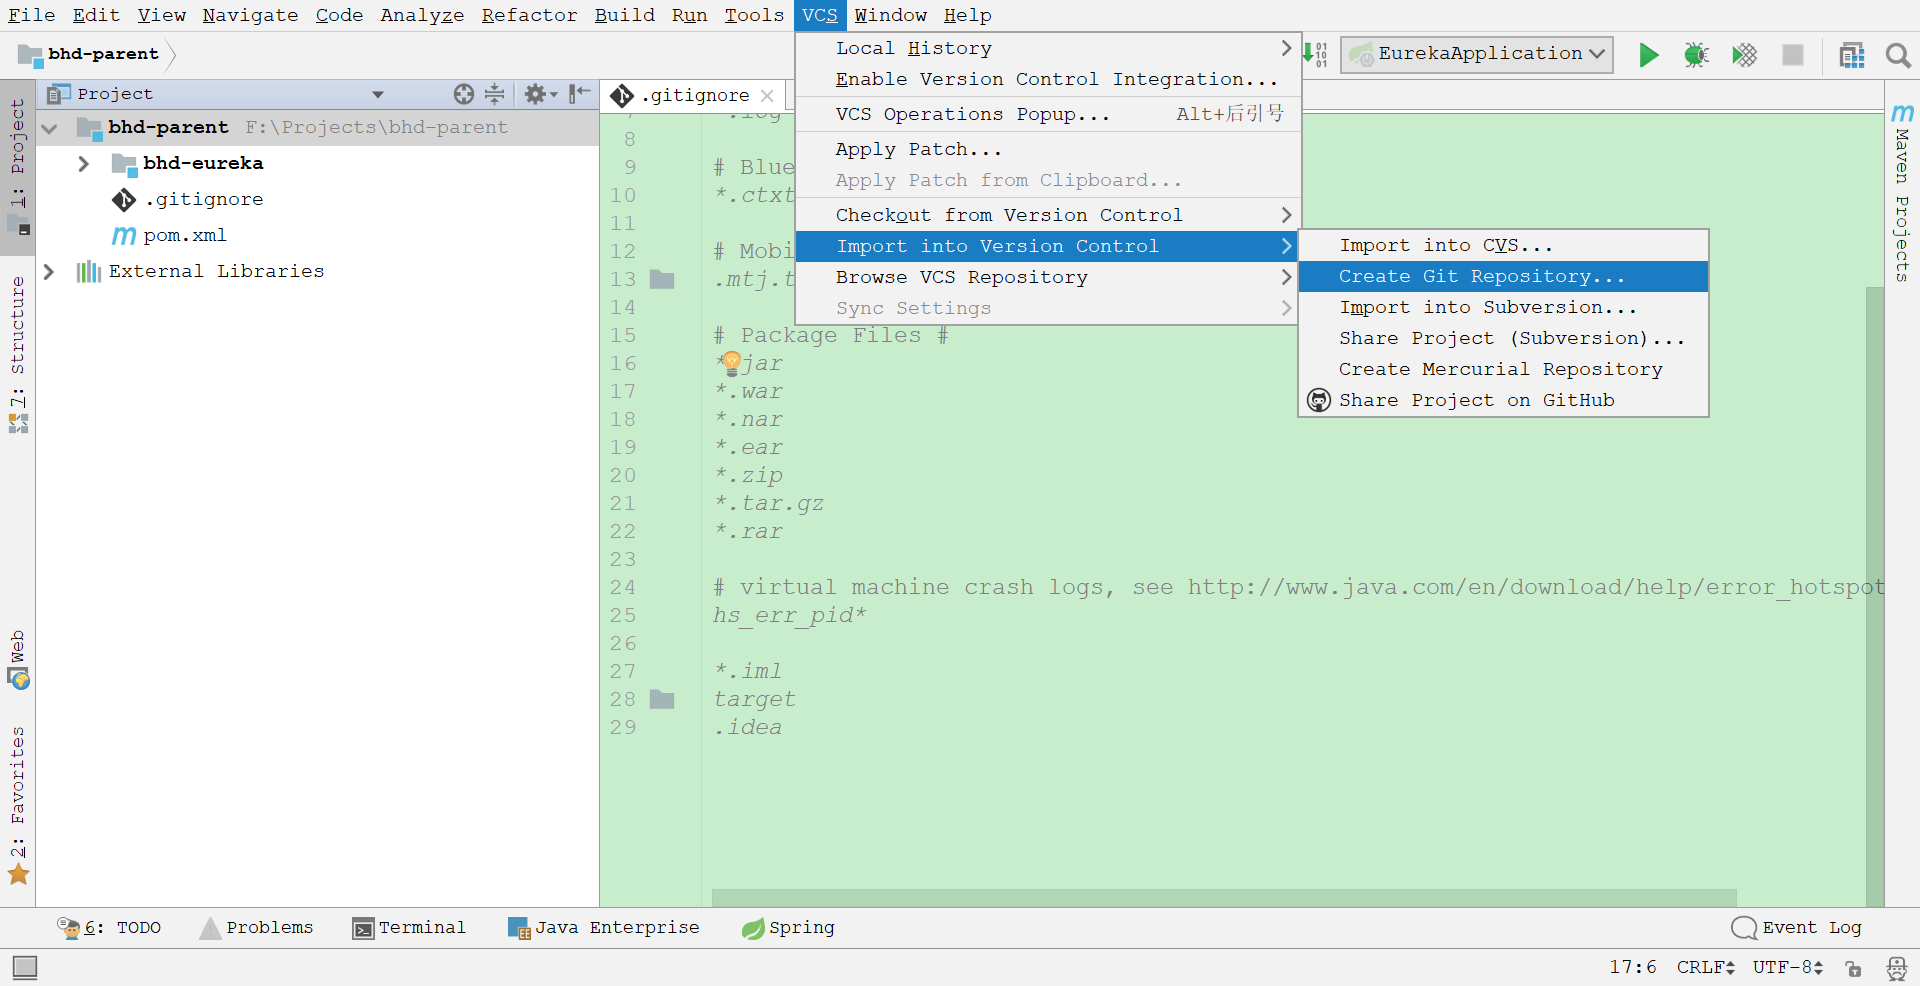 File Edit View Navigate Code Analyze Refactor Build Run Tools VCS Window Help
bhd-parent
EurekaApplication
Project
.gitignore
1: Project
7: Structure
Web
2: Favorites
bhd-parent F:\Projects\bhd-parent
bhd-eureka
.gitignore
pom.xml
External Libraries
Local History
Enable Version Control Integration...
VCS Operations Popup... Alt+后引号
Apply Patch...
Apply Patch from Clipboard...
Checkout from Version Control
Import into Version Control
Browse VCS Repository
Sync Settings
Import into CVS...
Create Git Repository...
Import into Subversion...
Share Project (Subversion)...
Create Mercurial Repository
Share Project on GitHub
8
9 # Blue
10 *.ctxt
11
12 # Mobi
13 .mtj.t
14
15 # Package Files #
16 *.jar
17 *.war
18 *.nar
19 *.ear
20 *.zip
21 *.tar.gz
22 *.rar
23
24 # virtual machine crash logs, see http://www.java.com/en/download/help/error_hotspot
25 hs_err_pid*
26
27 *.iml
28 target
29 .idea
Maven Projects
6: TODO Problems Terminal Java Enterprise Spring Event Log
17:6 CRLF UTF-8